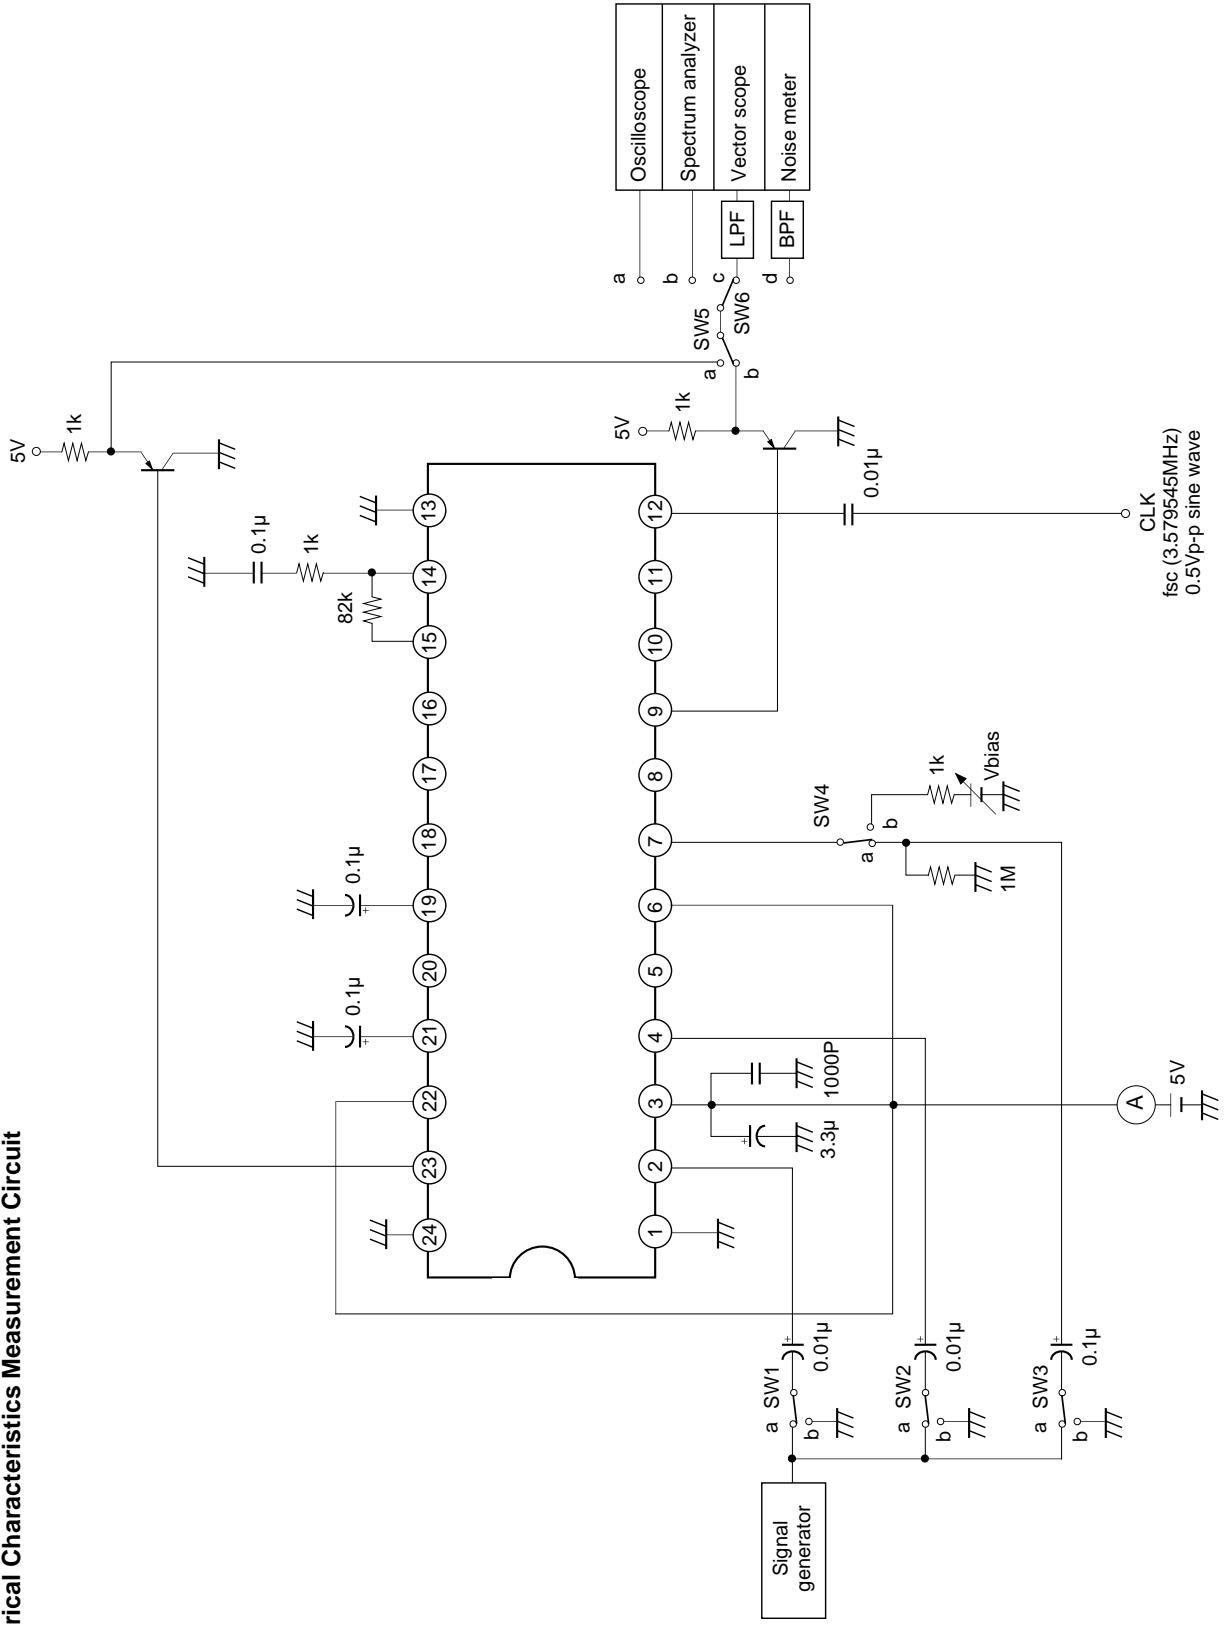 rical Characteristics Measurement Circuit
5V
1k
5V
1k
0.1µ
1k
82k
0.1µ
0.1µ
24
23
22
21
20
19
18
17
16
15
14
13
1
2
3
4
5
6
7
8
9
10
11
12
3.3µ
1000P
SW4
a
b
1k
Vbias
1M
0.01µ
CLK
fsc (3.579545MHz)
0.5Vp-p sine wave
SW5
a
b
SW6
a
b
c
d
LPF
BPF
Oscilloscope
Spectrum analyzer
Vector scope
Noise meter
Signal
generator
a
b
SW1
0.01µ
a
b
SW2
0.01µ
a
b
SW3
0.1µ
A
5V